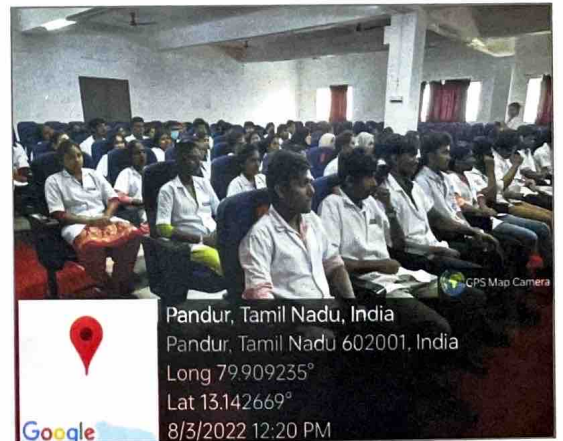 GPS Map Camera
Pandur, Tamil Nadu, India
Pandur, Tamil Nadu 602001, India
Long 79.909235°
Lat 13.142669°
8/3/2022 12:20 PM
Google